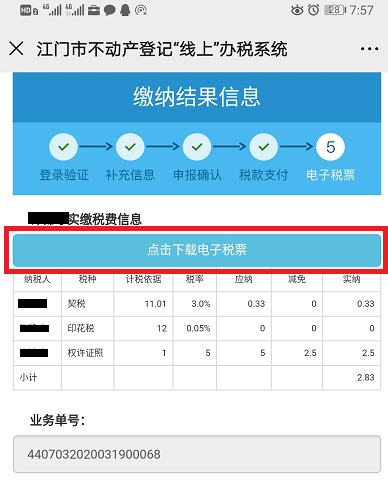 HD 4G 4G 28 7:57
江门市不动产登记“线上”办税系统
缴纳结果信息
5
登录验证 补充信息 申报确认 税款支付 电子税票
实缴税费信息
点击下载电子税票
纳税人 税种 计税依据 税率 应纳 减免 实纳
契税 11.01 3.0% 0.33 0 0.33
印花税 12 0.05% 0 0 0
权许证照 1 5 5 2.5 2.5
小计 2.83
业务单号：
4407032020031900068